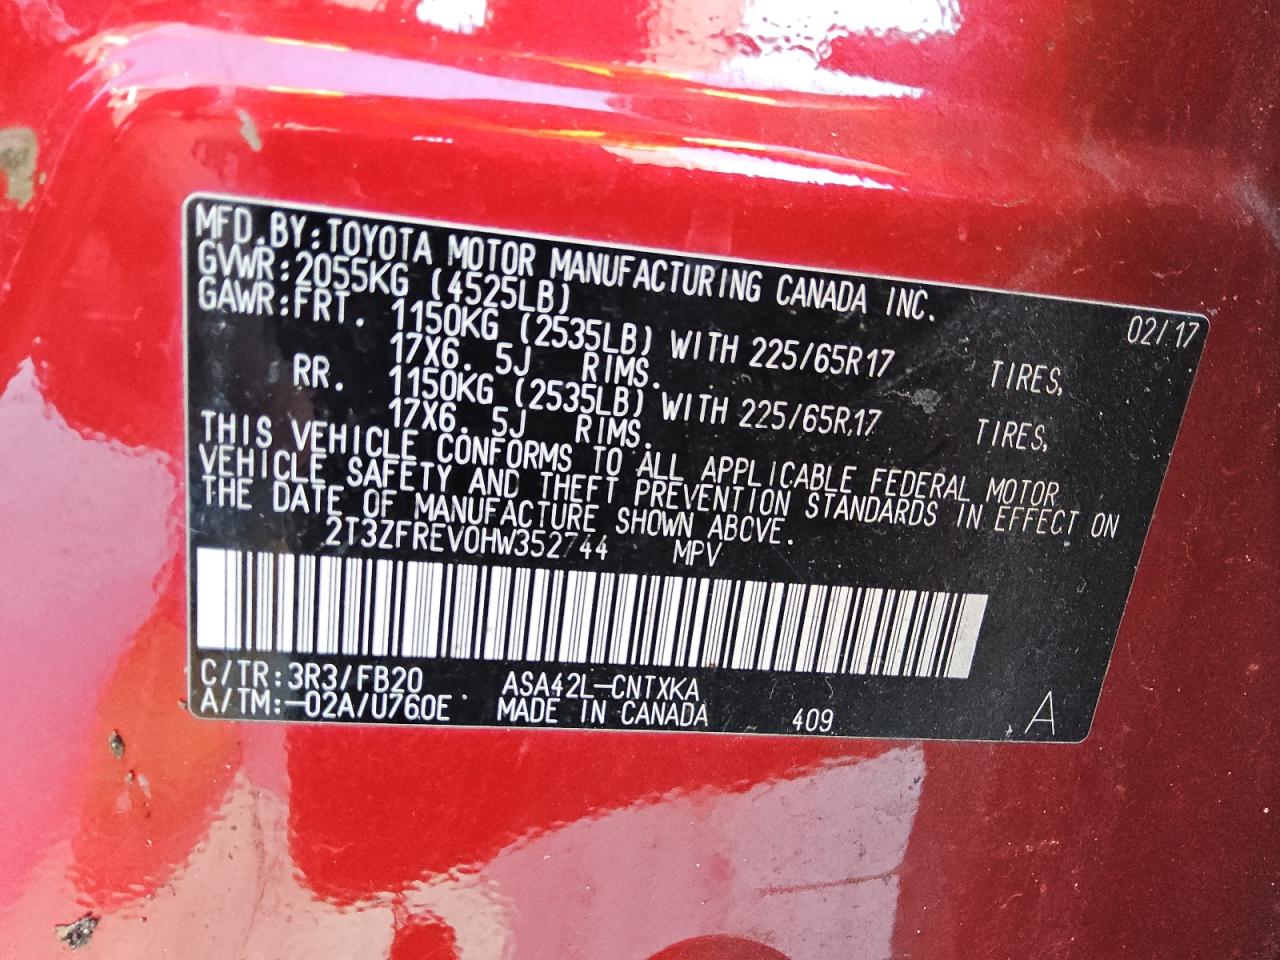 MFD.BY:TOYOTA MOTOR MANUFACTURING CANADA INC.
GVWR:2055KG (4525LB) 02/17
GAWR:FRT. 1150KG (2535LB) WITH 225/65R17 TIRES,
17X6.5J RIMS.
RR. 1150KG (2535LB) WITH 225/65R17 TIRES,
17X6.5J RIMS.
THIS VEHICLE CONFORMS TO ALL APPLICABLE FEDERAL MOTOR
VEHICLE SAFETY AND THEFT PREVENTION STANDARDS IN EFFECT ON
THE DATE OF MANUFACTURE SHOWN ABOVE.
2T3ZFREV0HW352744 MPV
C/TR:3R3/FB20 ASA42L-CNTXKA
A/TM:-02A/U760E MADE IN CANADA 409 A